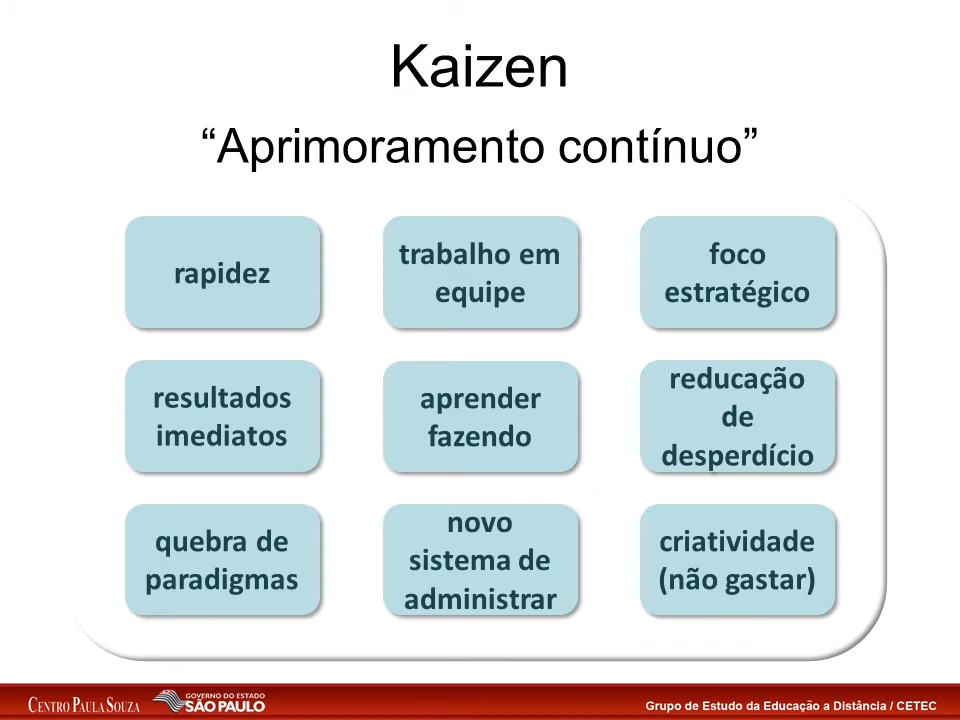 Kaizen
“Aprimoramento contínuo”
rapidez
trabalho em
equipe
foco
estratégico
resultados
imediatos
aprender
fazendo
reducação
de
desperdício
quebra de
paradigmas
novo
sistema de
administrar
criatividade
(não gastar)
CENTRO PAULA SOUZA
GOVERNO DO ESTADO
SÃO PAULO
Grupo de Estudo da Educação a Distância / CETEC